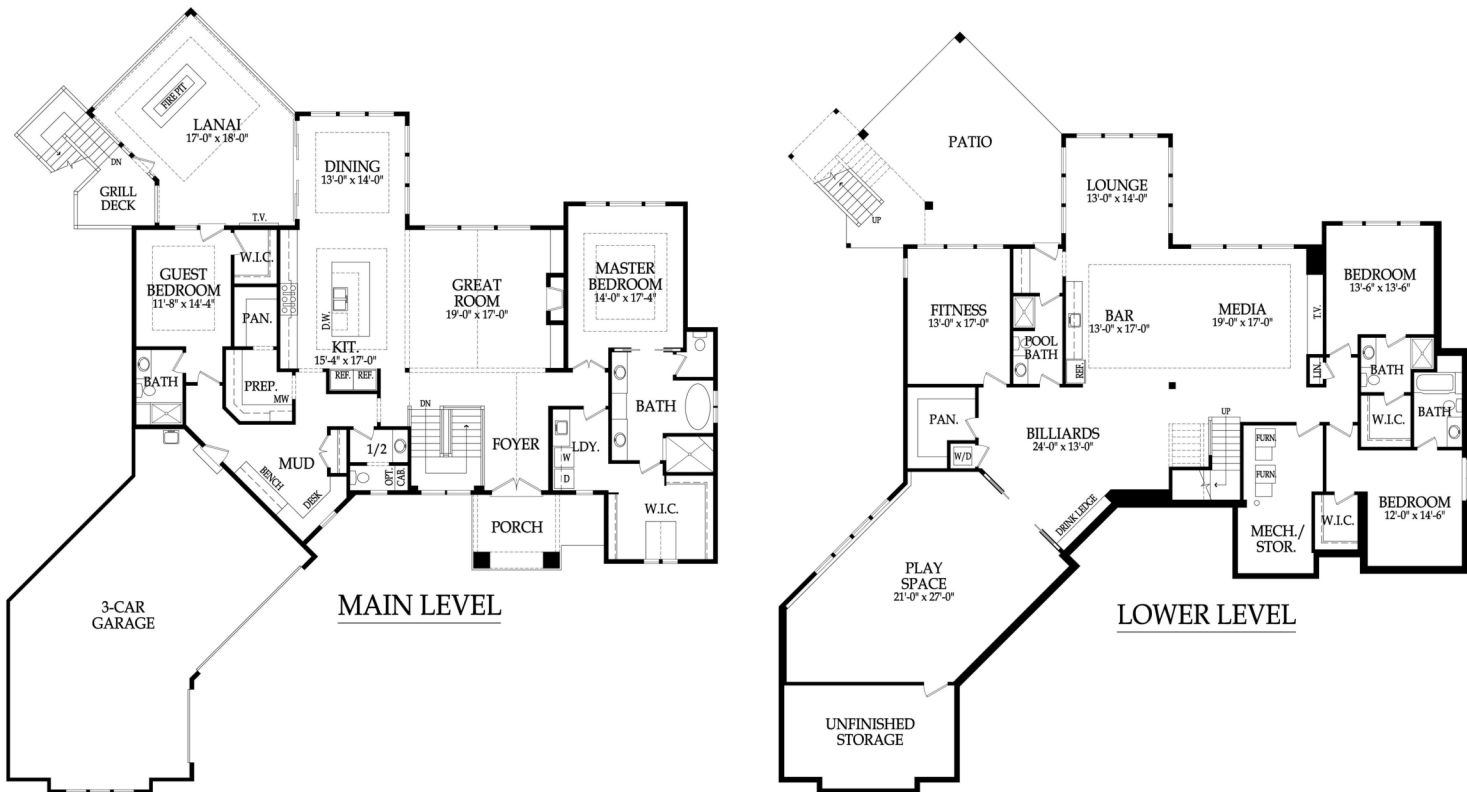 FIRE PIT
LANAI
17'-0" x 18'-0"
DN
GRILL
DECK
T.V.
DINING
13'-0" x 14'-0"
GUEST
BEDROOM
11'-8" x 14'-4"
W.I.C.
PAN.
D.W.
KIT.
15'-4" x 17'-0"
REF.
REF.
GREAT
ROOM
19'-0" x 17'-0"
MASTER
BEDROOM
14'-0" x 17'-4"
BATH
PREP.
MW
DN
FOYER
LDY.
W
D
BATH
MUD
BENCH
DESK
1/2
OPT.
CAB.
PORCH
W.I.C.
3-CAR
GARAGE
MAIN LEVEL
PATIO
UP
LOUNGE
13'-0" x 14'-0"
FITNESS
13'-0" x 17'-0"
POOL
BATH
BAR
13'-0" x 17'-0"
REF.
MEDIA
19'-0" x 17'-0"
T.V.
BEDROOM
13'-6" x 13'-6"
LIN.
BATH
W.I.C.
BATH
PAN.
W/D
BILLIARDS
24'-0" x 13'-0"
UP
FURN.
FURN.
DRINK LEDGE
MECH./
STOR.
W.I.C.
BEDROOM
12'-0" x 14'-6"
PLAY
SPACE
21'-0" x 27'-0"
UNFINISHED
STORAGE
LOWER LEVEL